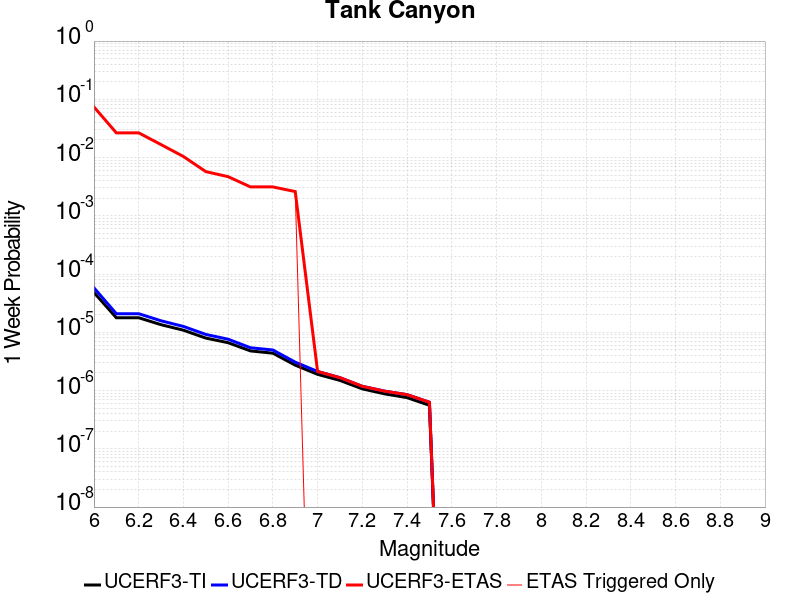 Tank Canyon
10^0
10^-1
10^-2
10^-3
10^-4
10^-5
10^-6
10^-7
10^-8
1 Week Probability
6 6.2 6.4 6.6 6.8 7 7.2 7.4 7.6 7.8 8 8.2 8.4 8.6 8.8 9
Magnitude
UCERF3-TI UCERF3-TD UCERF3-ETAS ETAS Triggered Only